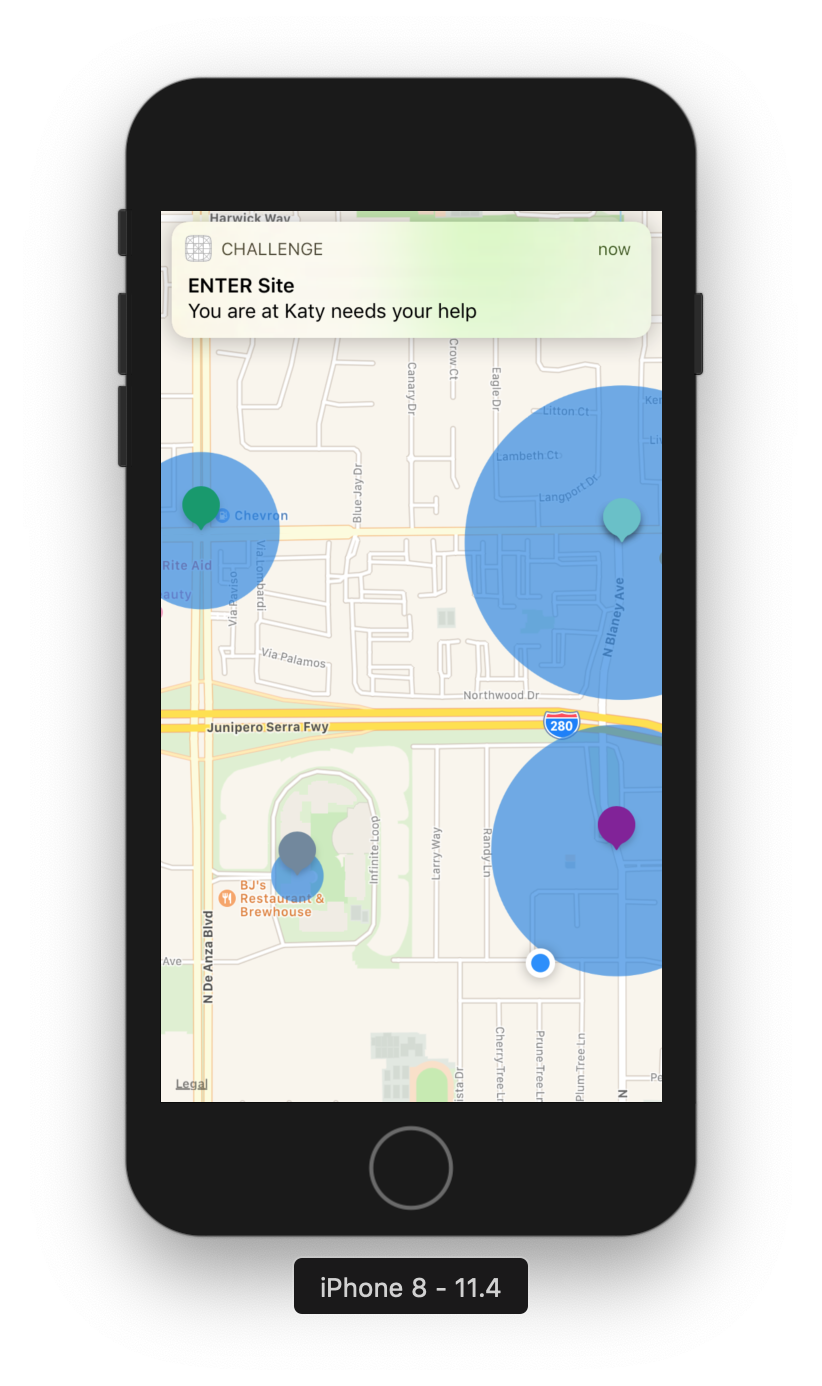 Harwick Way
CHALLENGE
now
ENTER Site
You are at Katy needs your help
Canary Dr
Crow Ct
Eagle Dr
Litton Ct
Lambeth Ct
Langport Dr
Blue Jay Dr
Chevron
Rite Aid
Via Paviso
Via Lombardi
Via Palamos
N Blaney Ave
Northwood Dr
Junipero Serra Fwy
280
Infinite Loop
Larry Way
Randy Ln
BJ's
Restaurant &
Brewhouse
N De Anza Blvd
Ave
Cherry Tree Ln
Prune Tree Ln
Plum Tree Ln
N
Legal
iPhone 8 - 11.4